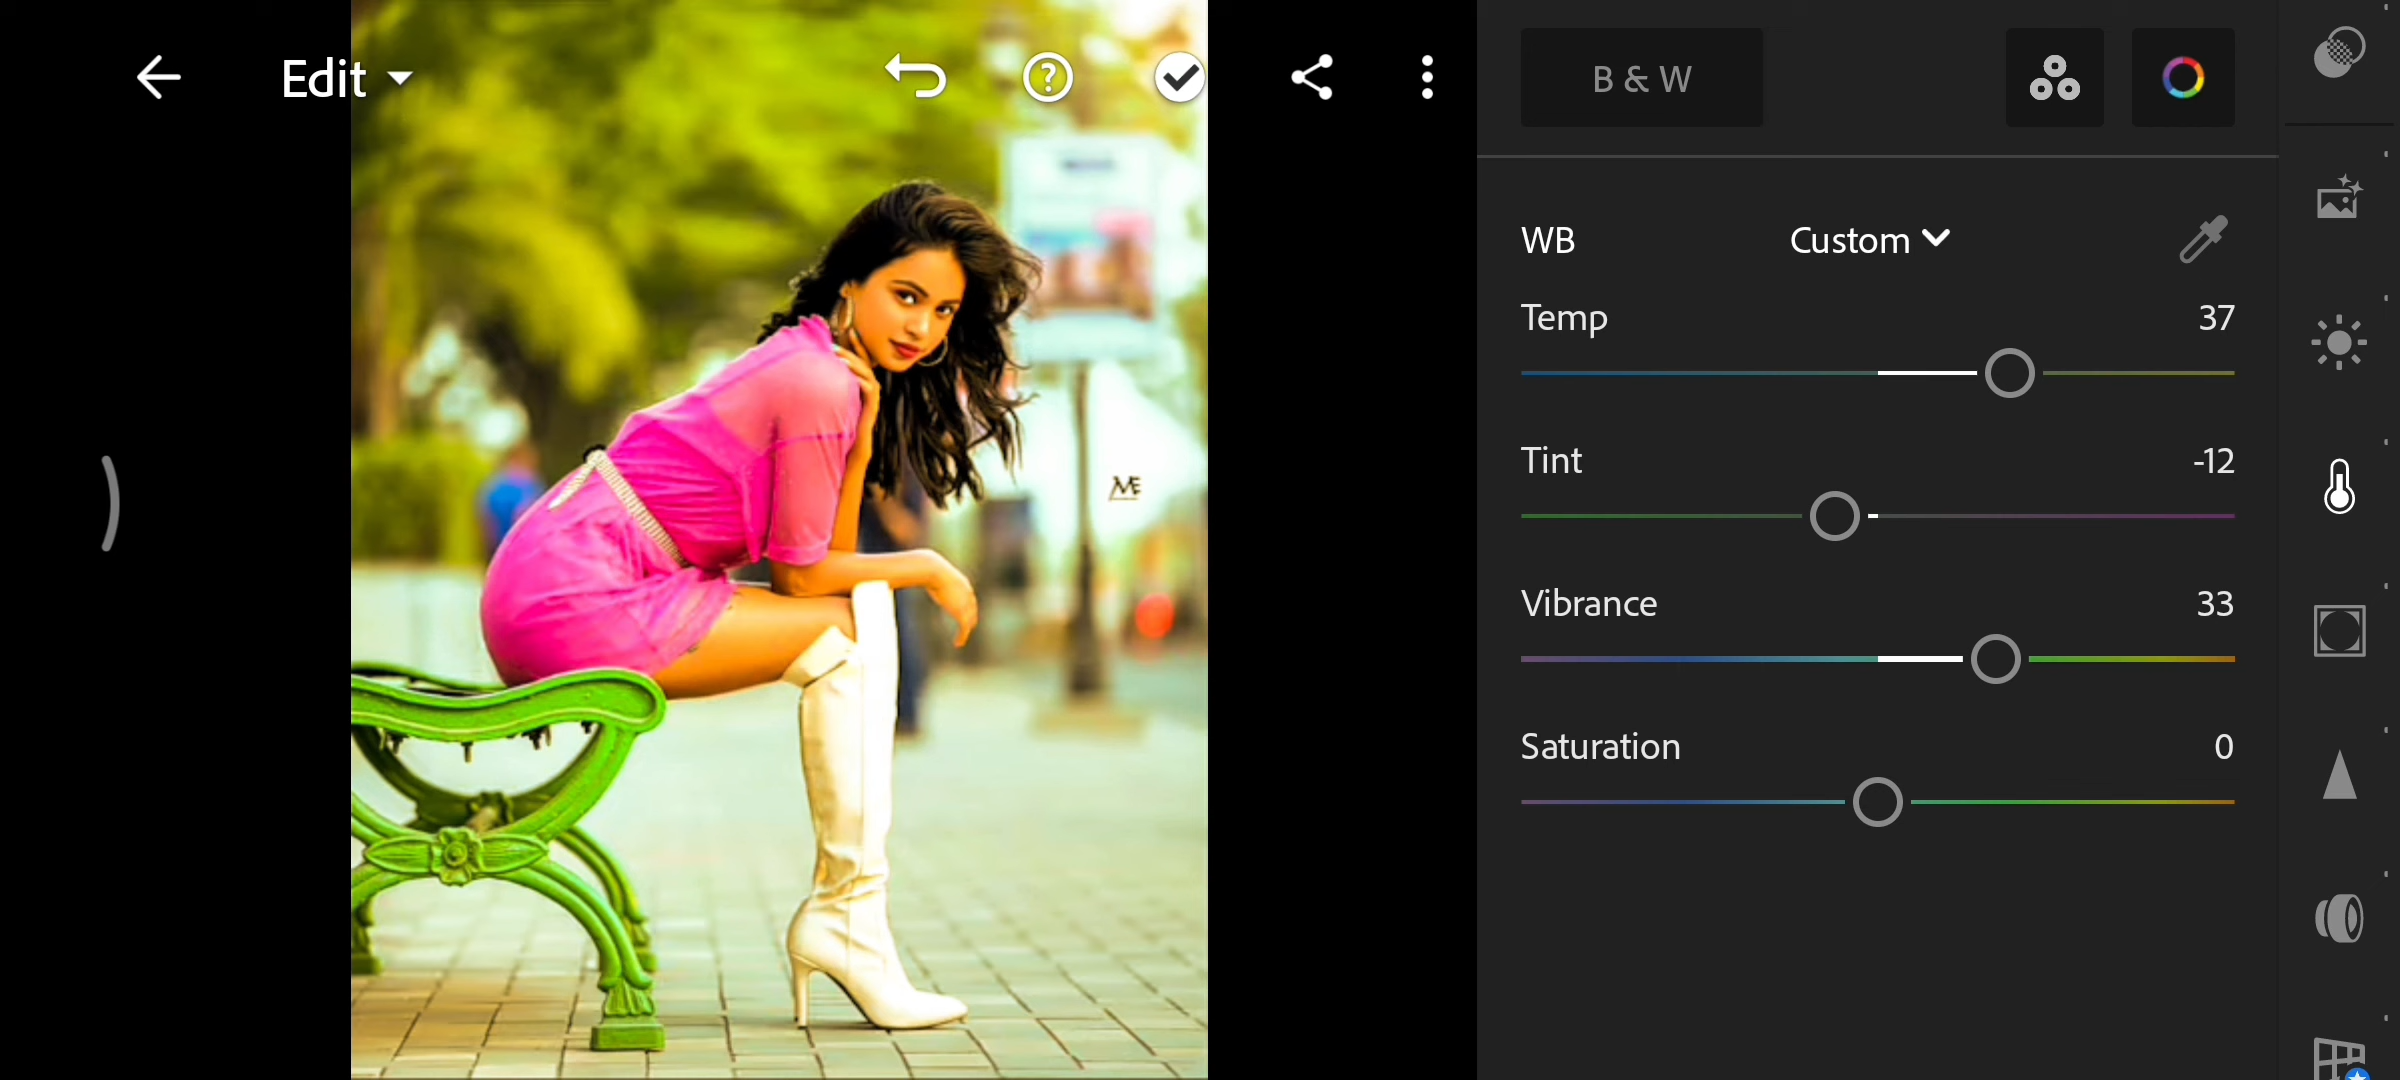 Edit
B & W
WB Custom
Temp 37
Tint -12
Vibrance 33
Saturation 0